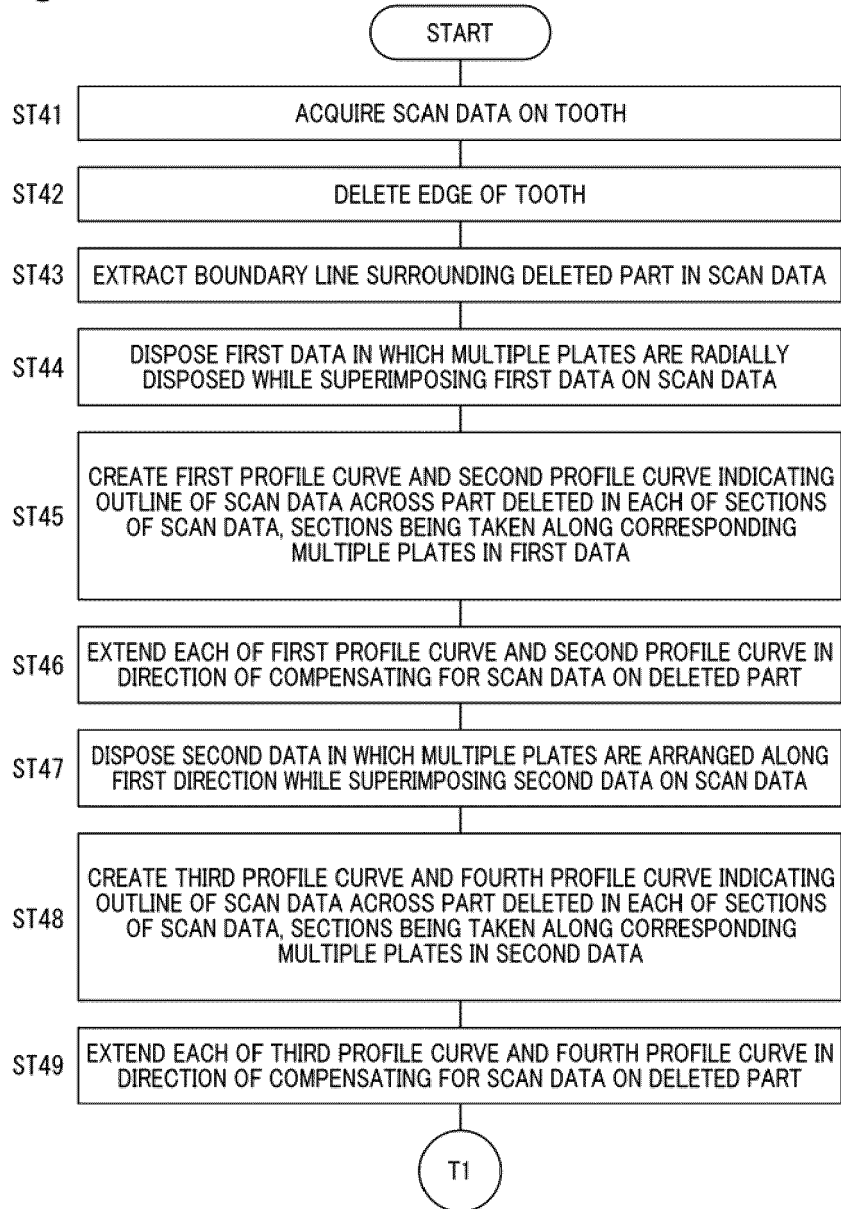 START
ST41
ACQUIRE SCAN DATA ON TOOTH
ST42
DELETE EDGE OF TOOTH
ST43
EXTRACT BOUNDARY LINE SURROUNDING DELETED PART IN SCAN DATA
ST44
DISPOSE FIRST DATA IN WHICH MULTIPLE PLATES ARE RADIALLY
DISPOSED WHILE SUPERIMPOSING FIRST DATA ON SCAN DATA
ST45
CREATE FIRST PROFILE CURVE AND SECOND PROFILE CURVE INDICATING
OUTLINE OF SCAN DATA ACROSS PART DELETED IN EACH OF SECTIONS
OF SCAN DATA, SECTIONS BEING TAKEN ALONG CORRESPONDING
MULTIPLE PLATES IN FIRST DATA
ST46
EXTEND EACH OF FIRST PROFILE CURVE AND SECOND PROFILE CURVE IN
DIRECTION OF COMPENSATING FOR SCAN DATA ON DELETED PART
ST47
DISPOSE SECOND DATA IN WHICH MULTIPLE PLATES ARE ARRANGED ALONG
FIRST DIRECTION WHILE SUPERIMPOSING SECOND DATA ON SCAN DATA
ST48
CREATE THIRD PROFILE CURVE AND FOURTH PROFILE CURVE INDICATING
OUTLINE OF SCAN DATA ACROSS PART DELETED IN EACH OF SECTIONS
OF SCAN DATA, SECTIONS BEING TAKEN ALONG CORRESPONDING
MULTIPLE PLATES IN SECOND DATA
ST49
EXTEND EACH OF THIRD PROFILE CURVE AND FOURTH PROFILE CURVE IN
DIRECTION OF COMPENSATING FOR SCAN DATA ON DELETED PART
T1